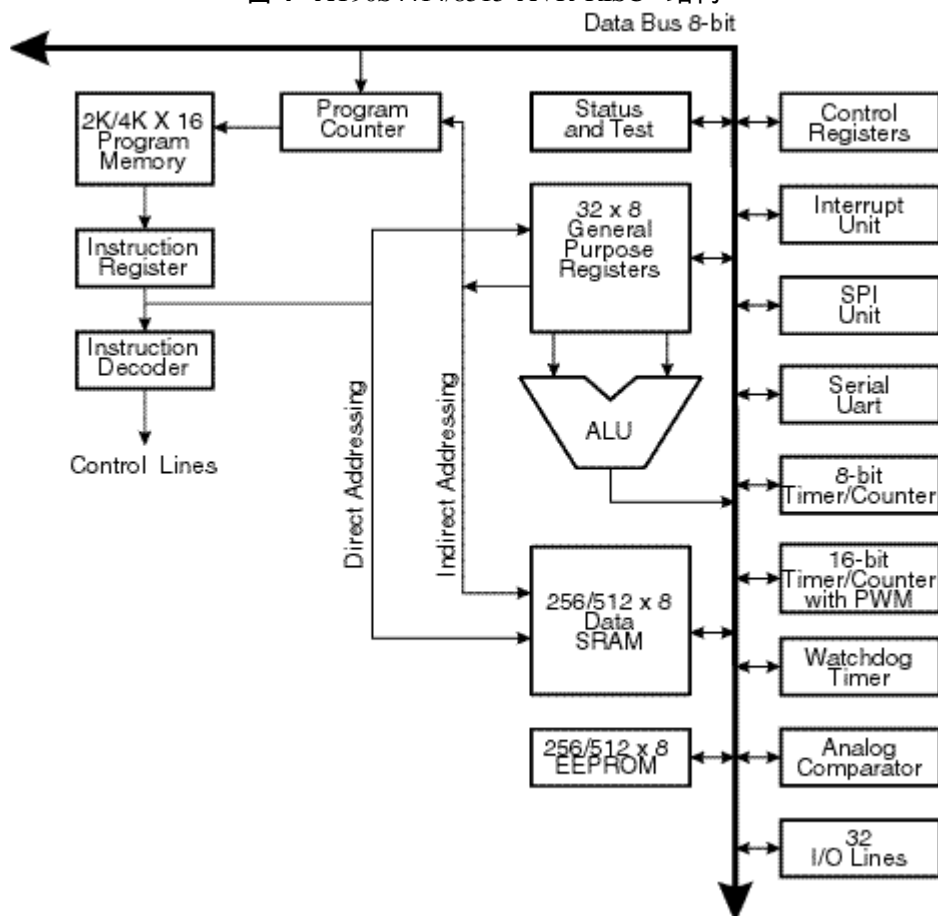 结构
Data Bus 8-bit
2K/4K X 16
Program
Memory
Program
Counter
Status
and Test
Control
Registers
Instruction
Register
32 x 8
General
Purpose
Registers
Interrupt
Unit
SPI
Unit
Instruction
Decoder
Control Lines
Direct Addressing
Indirect Addressing
ALU
Serial
Uart
8-bit
Timer/Counter
256/512 x 8
Data
SRAM
16-bit
Timer/Counter
with PWM
Watchdog
Timer
256/512 x 8
EEPROM
Analog
Comparator
32
I/O Lines